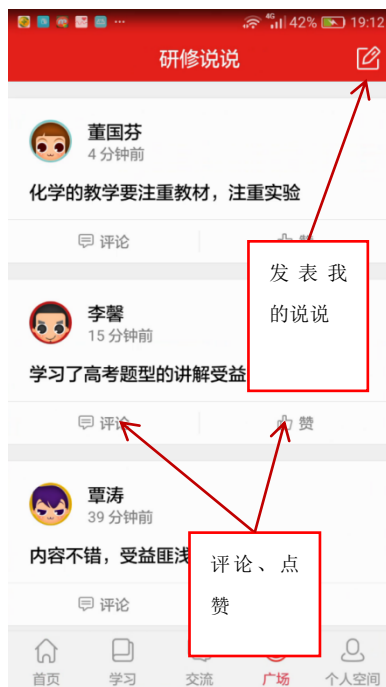 4G 42% 19:12
研修说说
董国芬
4 分钟前
化学的教学要注重教材，注重实验
评论
赞
发表我
的说说
李馨
15 分钟前
学习了高考题型的讲解受益
评论
赞
覃涛
39 分钟前
内容不错，受益匪浅
评论、点
赞
评论
首页
学习
交流
广场
个人空间